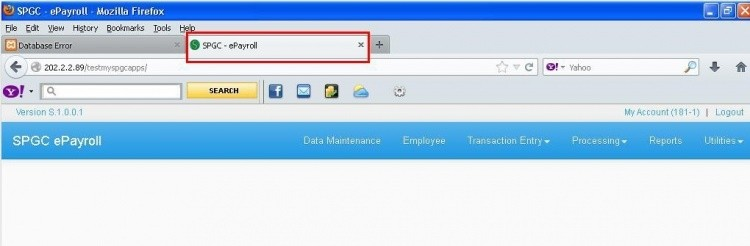 SPGC - ePayroll - Mozilla Firefox
File Edit View History Bookmarks Tools Help
Database Error
SPGC - ePayroll
202.2.2.89/testmyspgcapps/
Yahoo
SEARCH
Version S.1.0.0.1 My Account (181-1) | Logout
SPGC ePayroll Data Maintenance Employee Transaction Entry Processing Reports Utilities